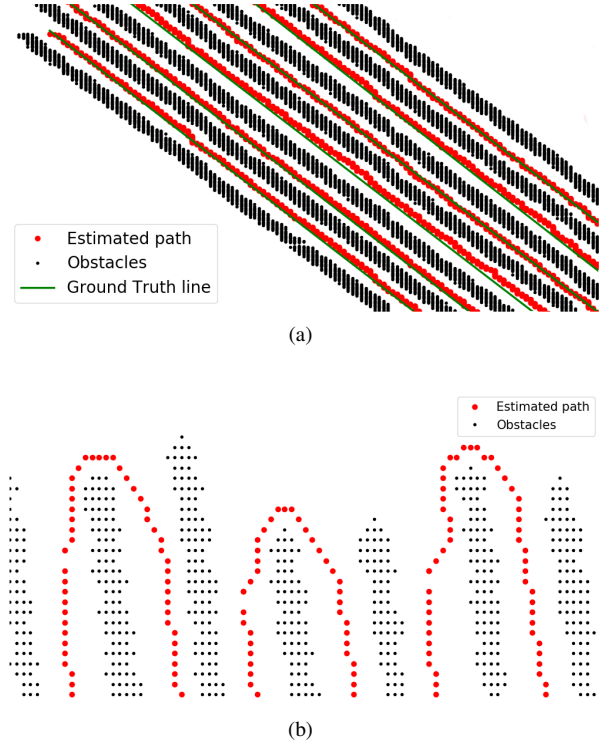 Estimated path
Obstacles
Ground Truth line
(a)
Estimated path
Obstacles
(b)